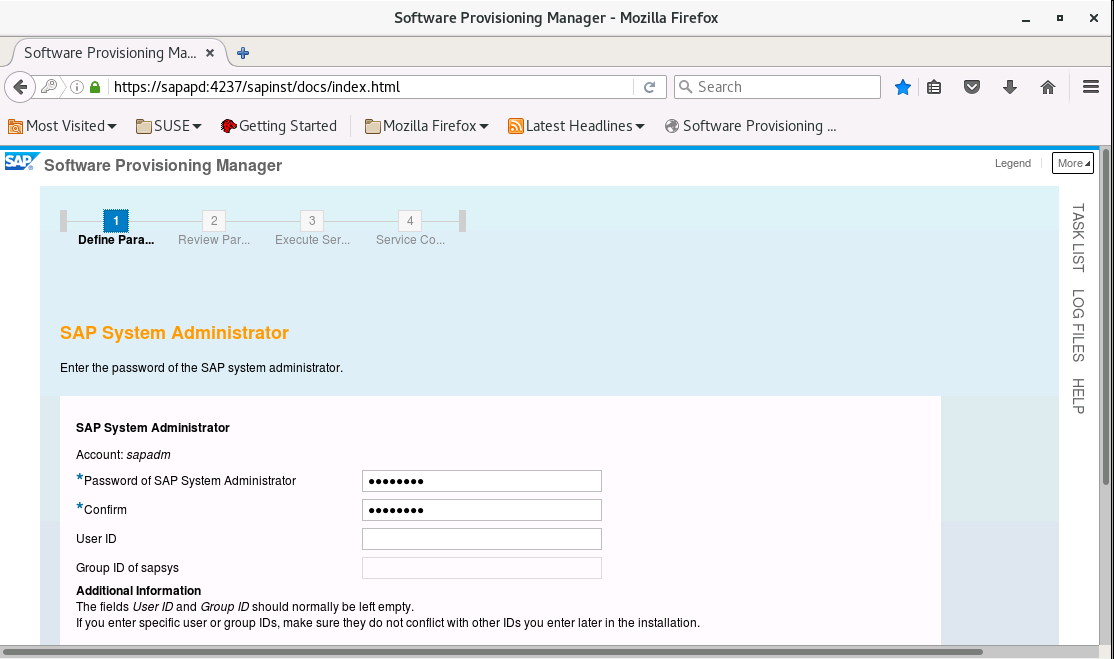 Software Provisioning Manager - Mozilla Firefox
Software Provisioning Ma...
https://sapapd:4237/sapinst/docs/index.html
Search
Most Visited SUSE Getting Started Mozilla Firefox Latest Headlines Software Provisioning ...
SAP Software Provisioning Manager
Legend More
1 2 3 4
Define Para... Review Par... Execute Ser... Service Co...
TASK LIST
LOG FILES
HELP
SAP System Administrator
Enter the password of the SAP system administrator.
SAP System Administrator
Account: sapadm
*Password of SAP System Administrator ••••••••
*Confirm ••••••••
User ID
Group ID of sapsys
Additional Information
The fields User ID and Group ID should normally be left empty.
If you enter specific user or group IDs, make sure they do not conflict with other IDs you enter later in the installation.